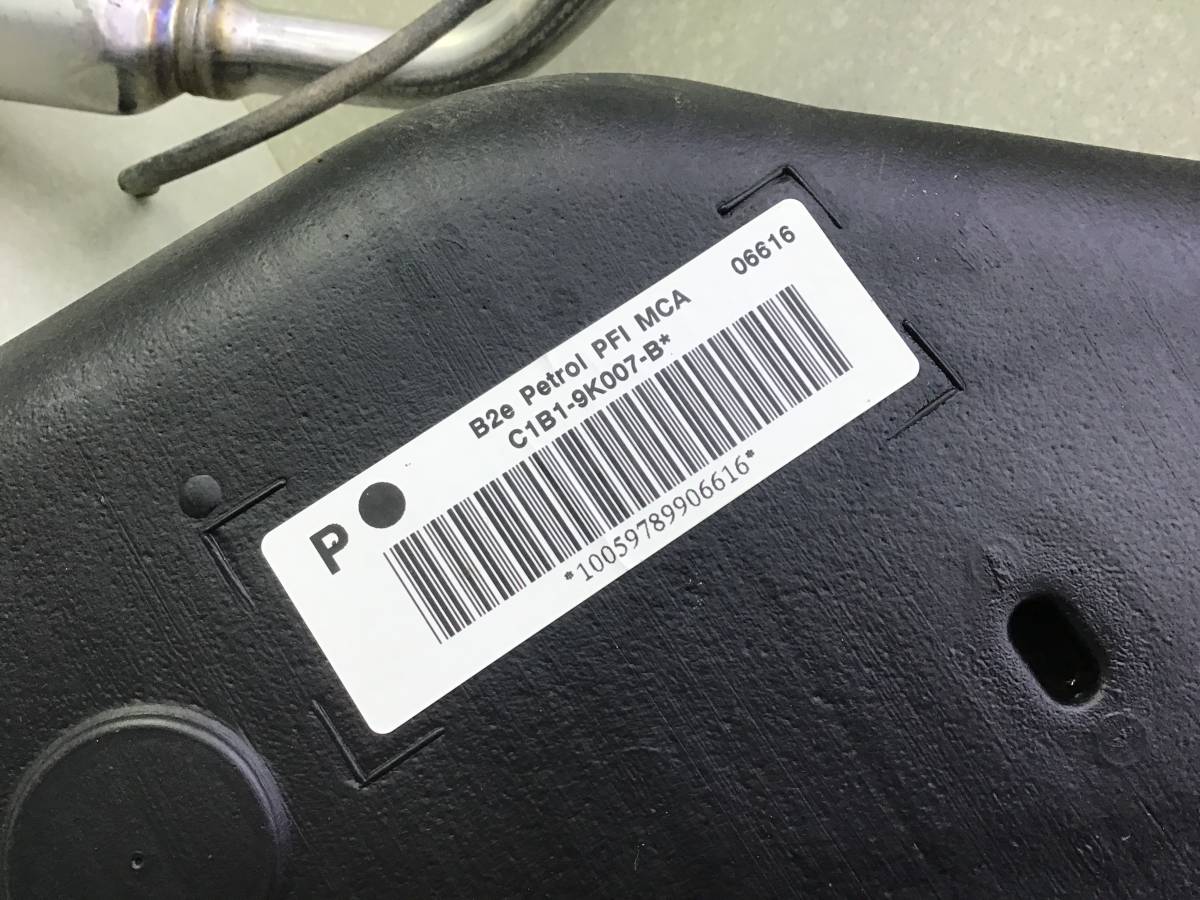 06616
B2e Petrol PFI MCA
C1B1-9K007-B*
P
*10059789906616*